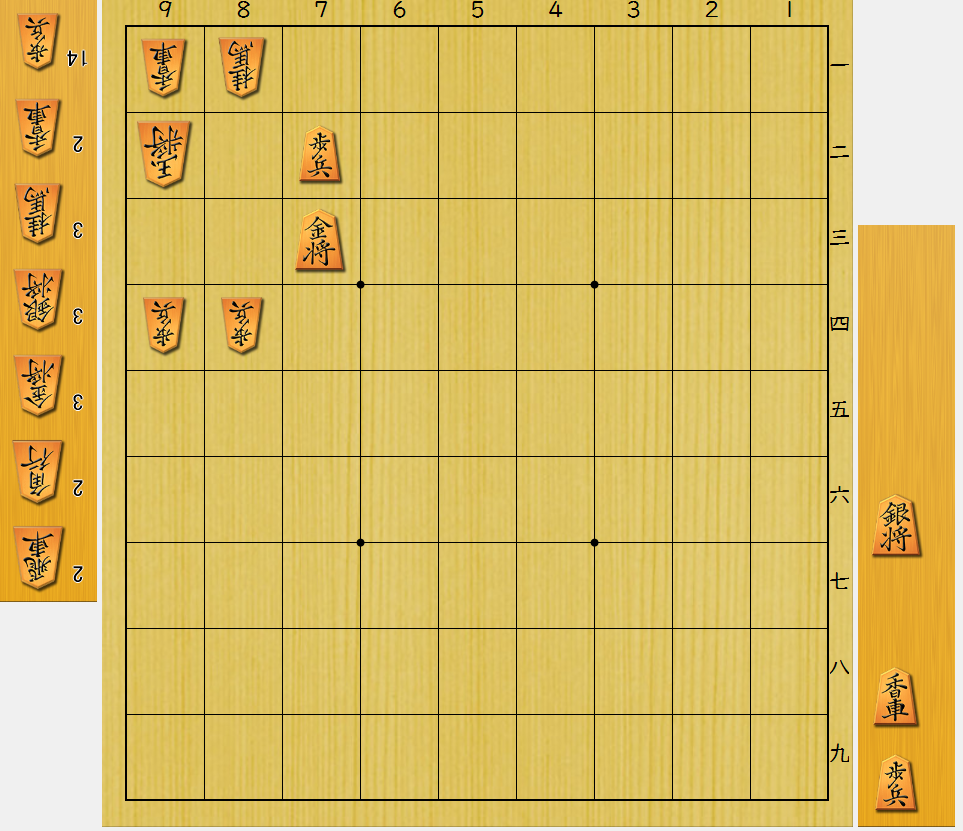 9 8 7 6 5 4 3 2 1
香車 桂馬 一
玉将 歩兵 二
金将 三
歩兵 歩兵 四
五
六
七
八
九
歩兵 14
香車 2
桂馬 3
銀将 3
金将 3
角行 2
飛車 2
銀将
香車
歩兵